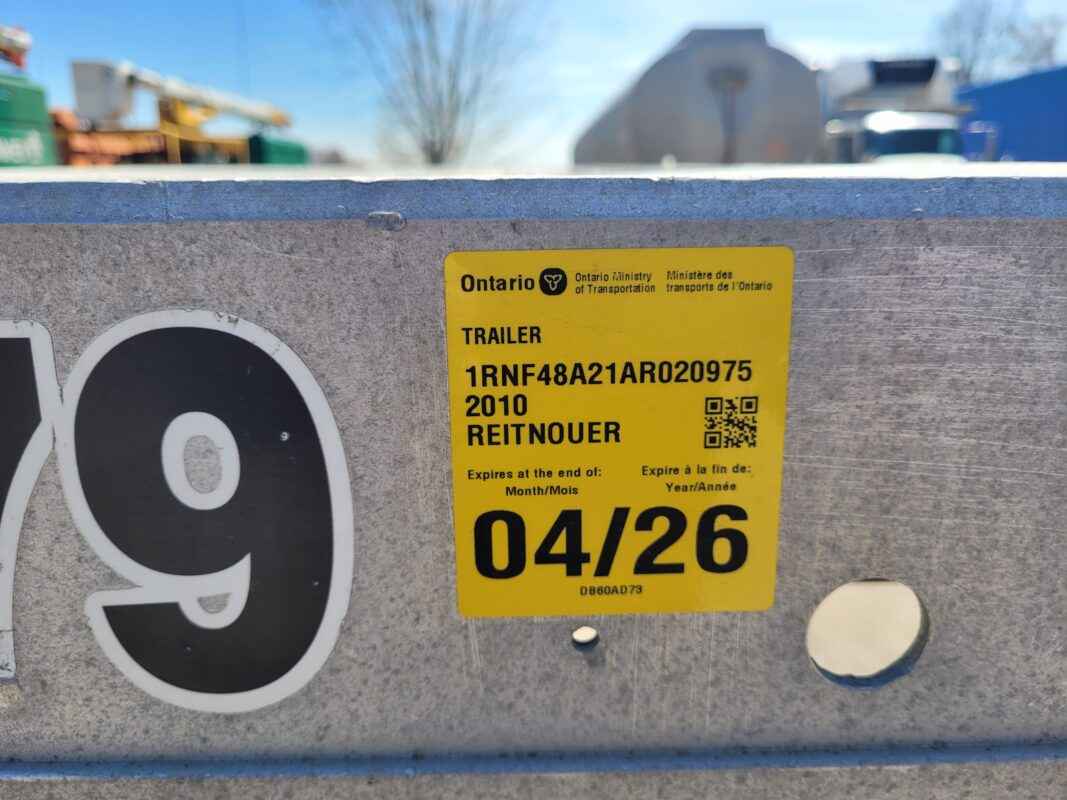 79
Ontario
Ontario Ministry
of Transportation
Ministère des
transports de l'Ontario
TRAILER
1RNF48A21AR020975
2010
REITNOUER
Expires at the end of:
Month/Mois
Expire à la fin de:
Year/Année
04/26
DB60AD73